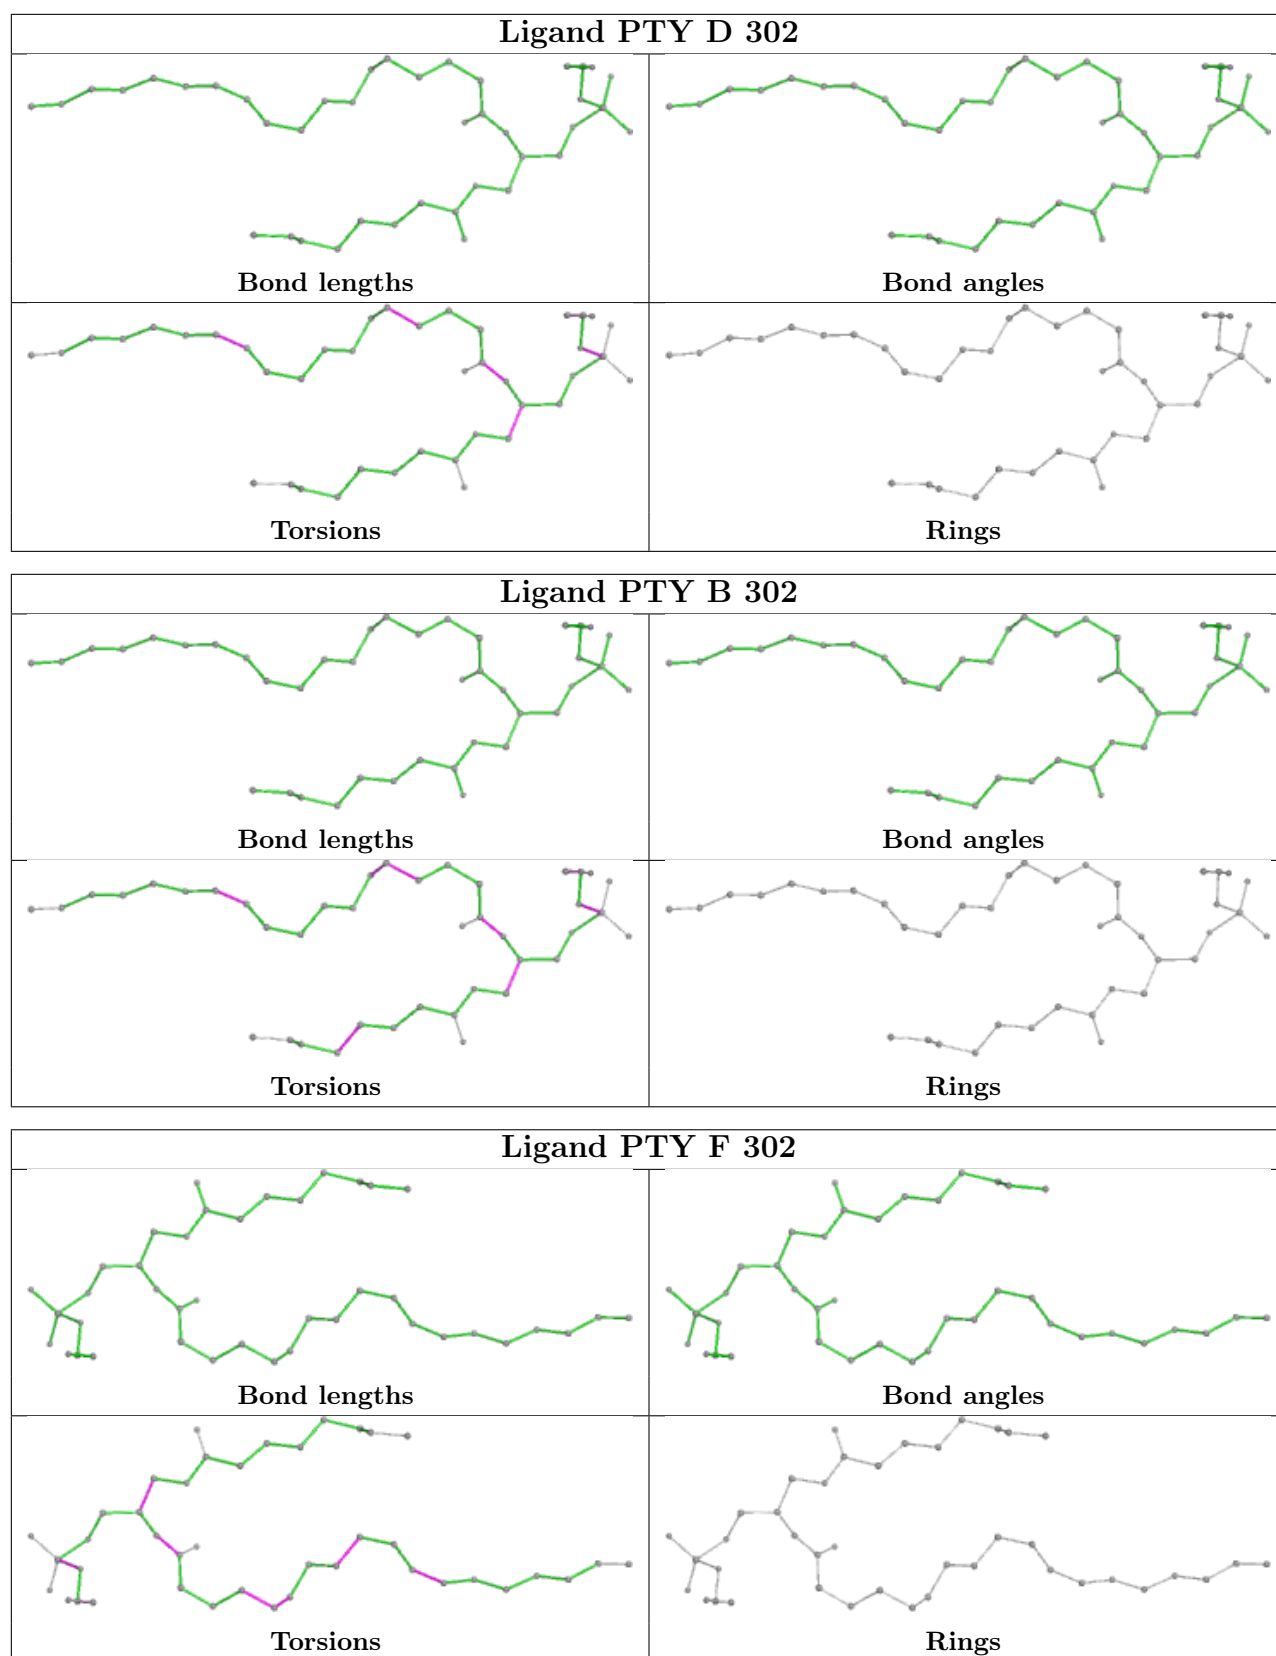 Ligand PTY D 302
Bond lengths
Bond angles
Torsions
Rings
Ligand PTY B 302
Bond lengths
Bond angles
Torsions
Rings
Ligand PTY F 302
Bond lengths
Bond angles
Torsions
Rings